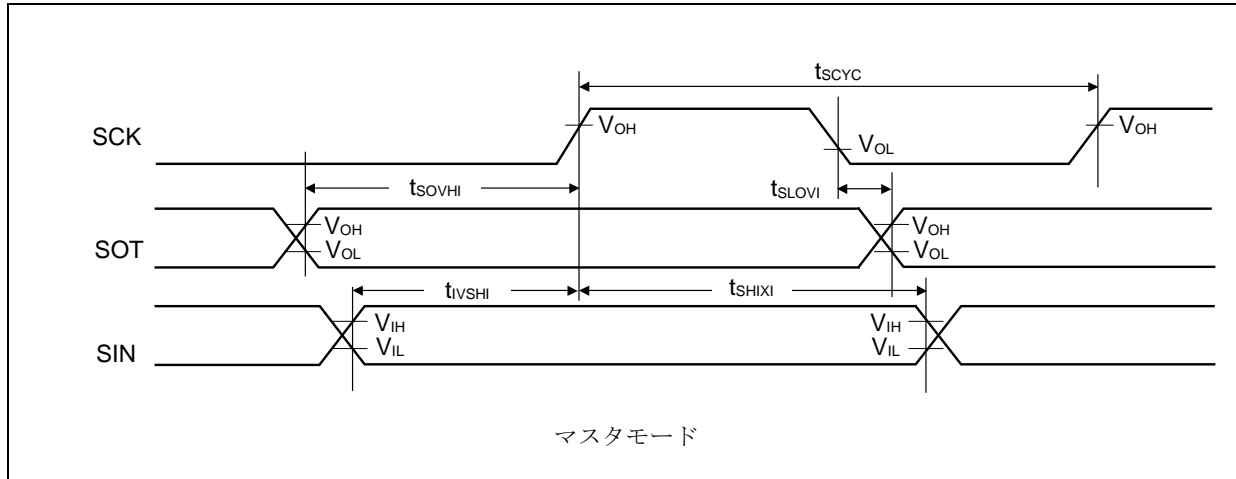 tSCYC
SCK
VOH
VOL
VOH
tSOVHI
tSLOVI
SOT
VOH
VOL
VOH
VOL
tIVSHI
tSHIXI
SIN
VIH
VIL
VIH
VIL
マスタモード